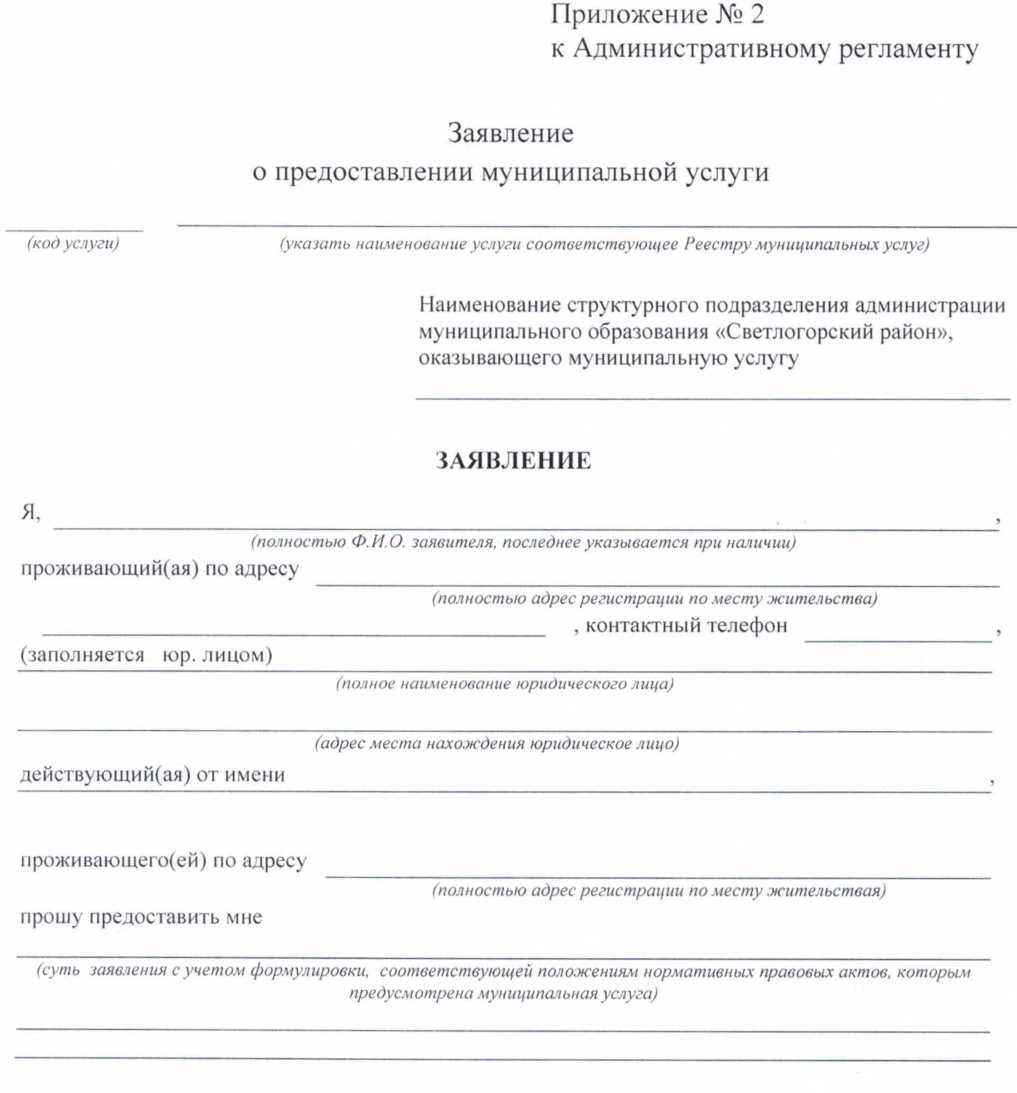 Приложение № 2
к Административному регламенту
Заявление
о предоставлении муниципальной услуги
(код услуги) (указать наименование услуги соответствующее Реестру муниципальных услуг)
Наименование структурного подразделения администрации
муниципального образования «Светлогорский район»,
оказывающего муниципальную услугу
ЗАЯВЛЕНИЕ
Я, ,
(полностью Ф.И.О. заявителя, последнее указывается при наличии)
проживающий(ая) по адресу
(полностью адрес регистрации по месту жительства)
, контактный телефон ,
(заполняется юр. лицом)
(полное наименование юридического лица)
(адрес места нахождения юридическое лицо)
действующий(ая) от имени ,
проживающего(ей) по адресу
(полностью адрес регистрации по месту жительствая)
прошу предоставить мне
(суть заявления с учетом формулировки, соответствующей положениям нормативных правовых актов, которым
предусмотрена муниципальная услуга)